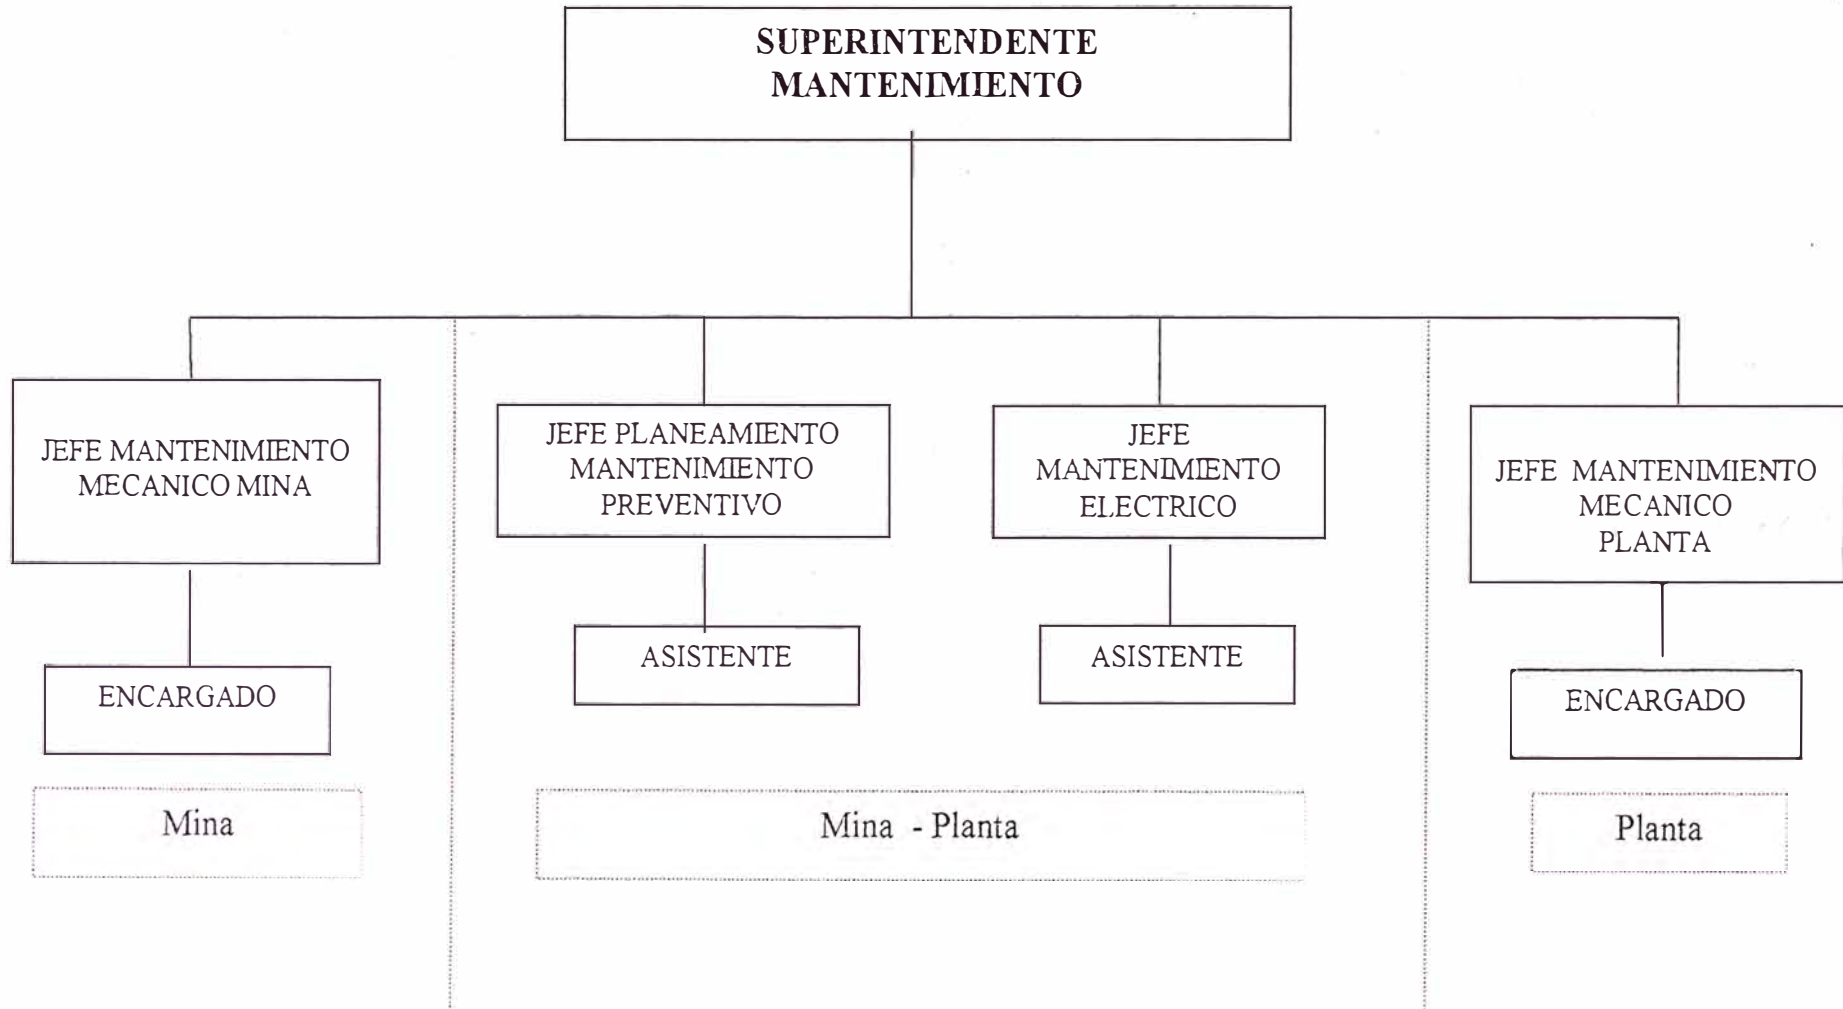 SUPERINTENDENTE
MANTENIMIENTO
JEFE MANTENIMIENTO
MECANICO MINA
JEFE PLANEAMIENTO
MANTENIMIENTO
PREVENTIVO
JEFE
MANTENIMIENTO
ELECTRICO
JEFE MANTENIMIENTO
MECANICO
PLANTA
ENCARGADO
ASISTENTE
ASISTENTE
ENCARGADO
Mina
Mina - Planta
Planta